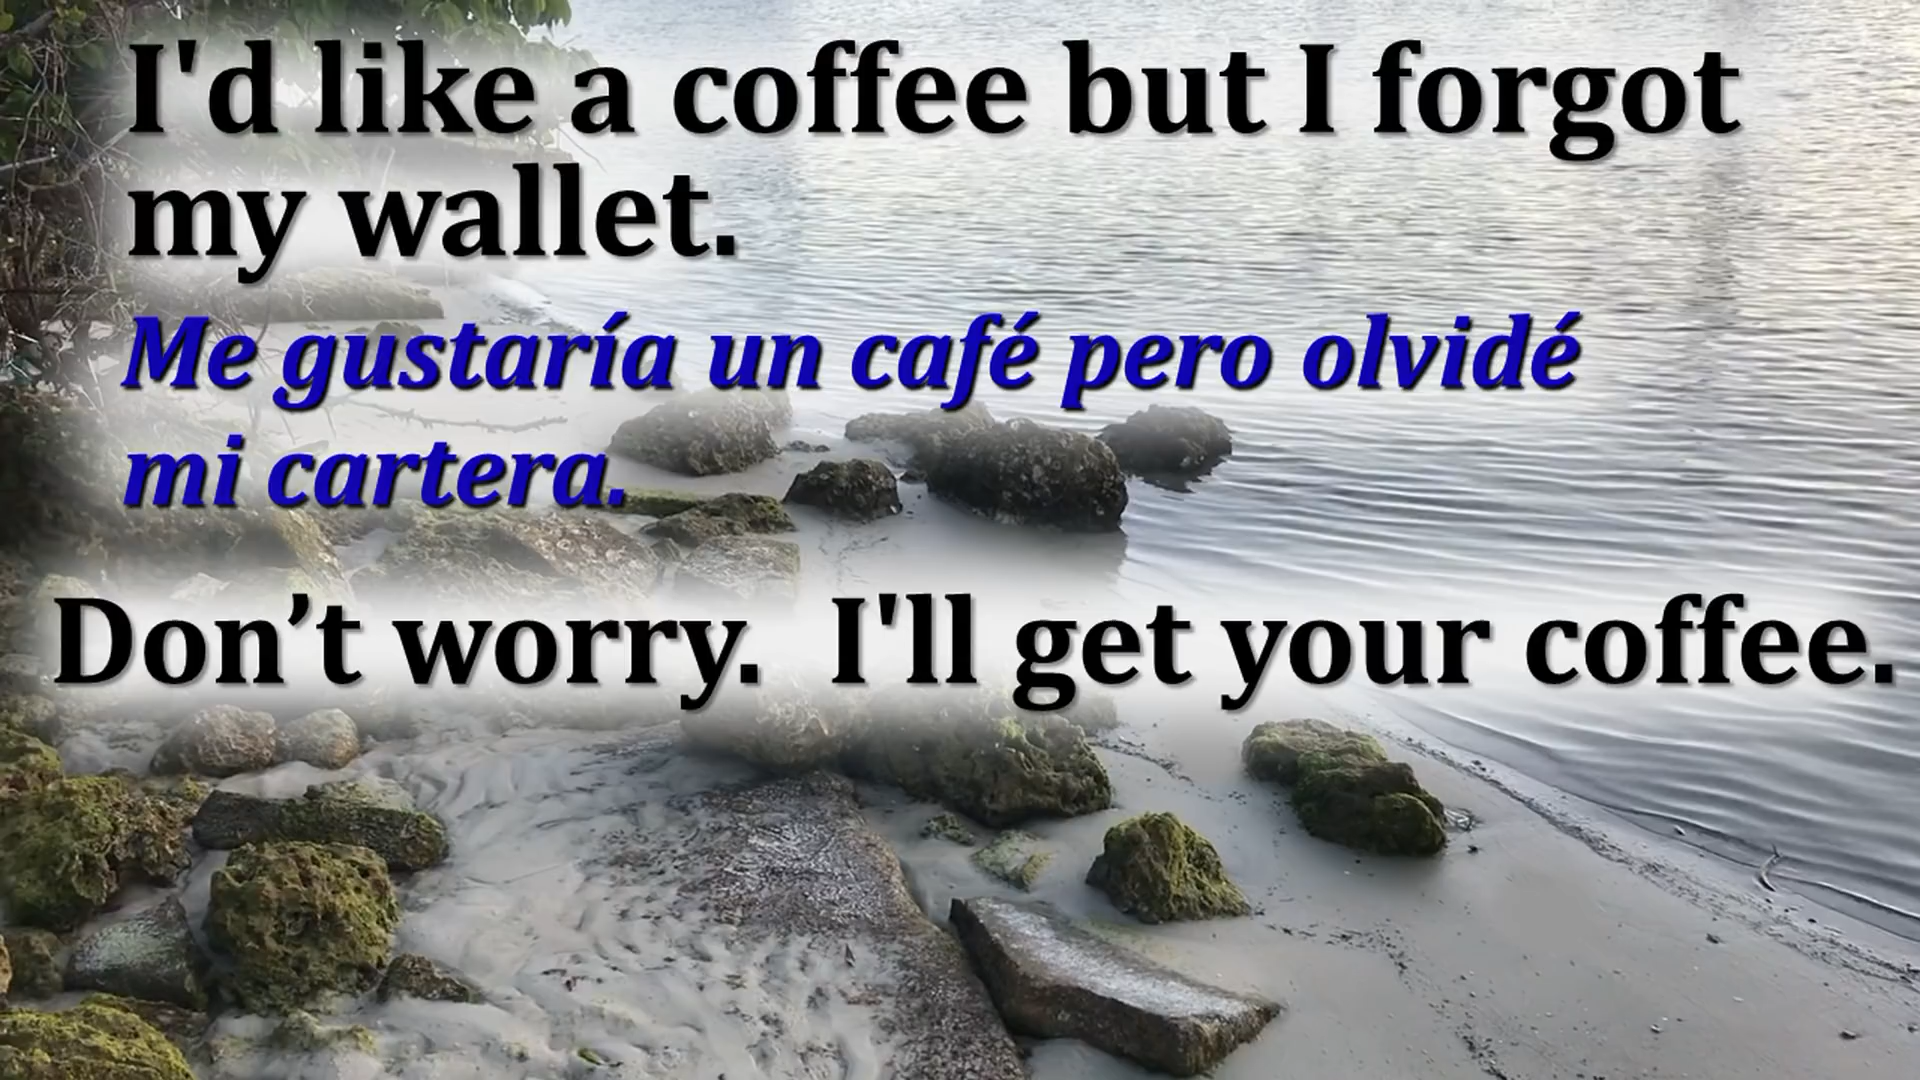 I'd like a coffee but I forgot
my wallet.
Me gustaría un café pero olvidé
mi cartera.
Don’t worry.  I'll get your coffee.